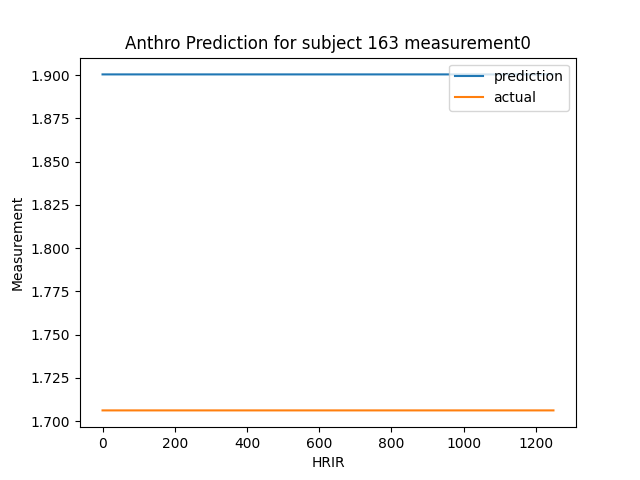 Anthro Prediction for subject 163 measurement0
prediction
actual
Measurement
1.900
1.875
1.850
1.825
1.800
1.775
1.750
1.725
1.700
0 200 400 600 800 1000 1200
HRIR